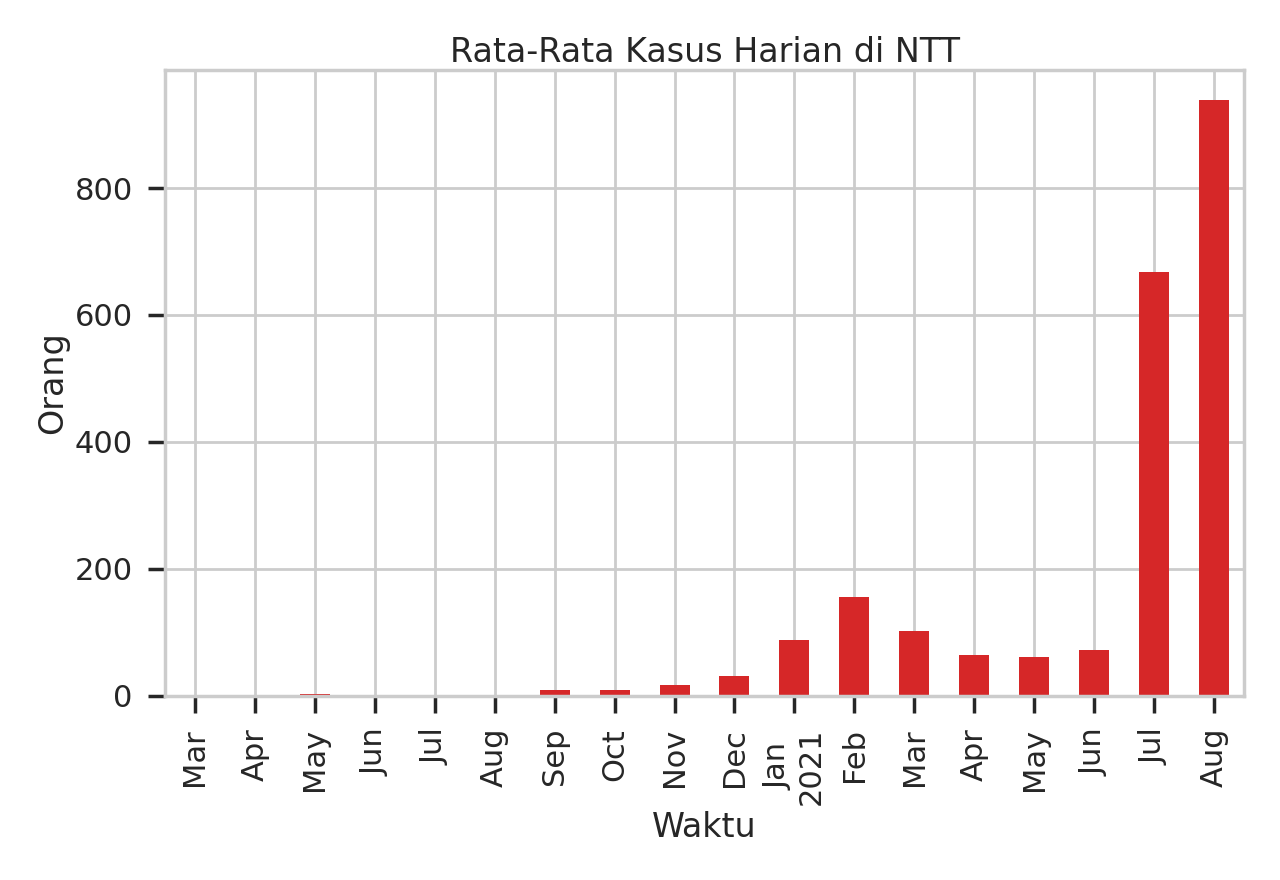 Rata-Rata Kasus Harian di NTT
Orang
800
600
400
200
0
Mar
Apr
May
Jun
Jul
Aug
Sep
Oct
Nov
Dec
Jan
2021
Feb
Mar
Apr
May
Jun
Jul
Aug
Waktu